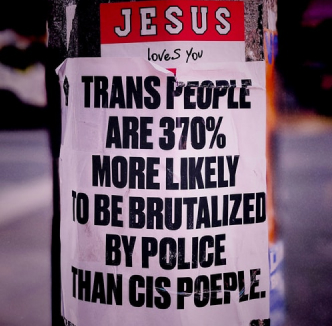 JESUS
loves You
TRANS PEOPLE
ARE 370%
MORE LIKELY
TO BE BRUTALIZED
BY POLICE
THAN CIS POEPLE.